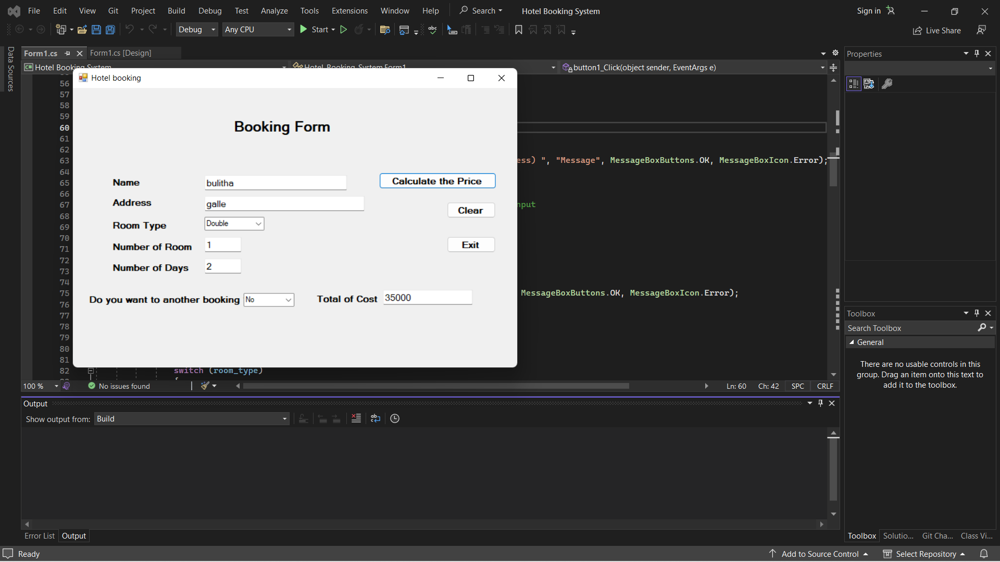 File Edit View Git Project Build Debug Test Analyze Tools Extensions Window Help Search Hotel Booking System Sign in
Debug Any CPU Start Live Share
Data Sources
Form1.cs Form1.cs [Design]
Hotel Booking System Hotel_Booking_System.Form1 button1_Click(object sender, EventArgs e)
Hotel booking
Booking Form
Name bulitha Calculate the Price
Address galle Clear
Room Type Double
Number of Room 1 Exit
Number of Days 2
Do you want to another booking No Total of Cost 35000
56
57
58
59
60
61
62
63 ess) ", "Message", MessageBoxButtons.OK, MessageBoxIcon.Error);
64
65
66
67 nput
68
69
70
71
72
73
74
75 MessageBoxButtons.OK, MessageBoxIcon.Error);
76
77
78
79
80
81
82 switch (room_type)
{
100 % No issues found Ln: 60 Ch: 42 SPC CRLF
Output
Show output from: Build
Error List Output
Properties
Toolbox
Search Toolbox
General
There are no usable controls in this
group. Drag an item onto this text to
add it to the toolbox.
Toolbox Solutio... Git Cha... Class Vi...
Ready Add to Source Control Select Repository